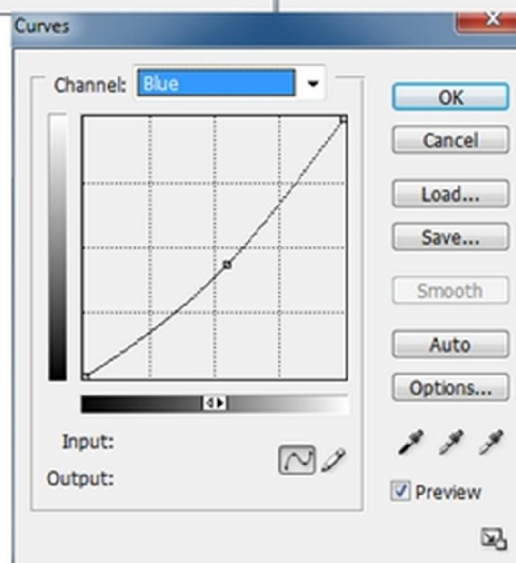 Curves
Channel: Blue
OK
Cancel
Load...
Save...
Smooth
Auto
Options...
Input:
Output:
Preview